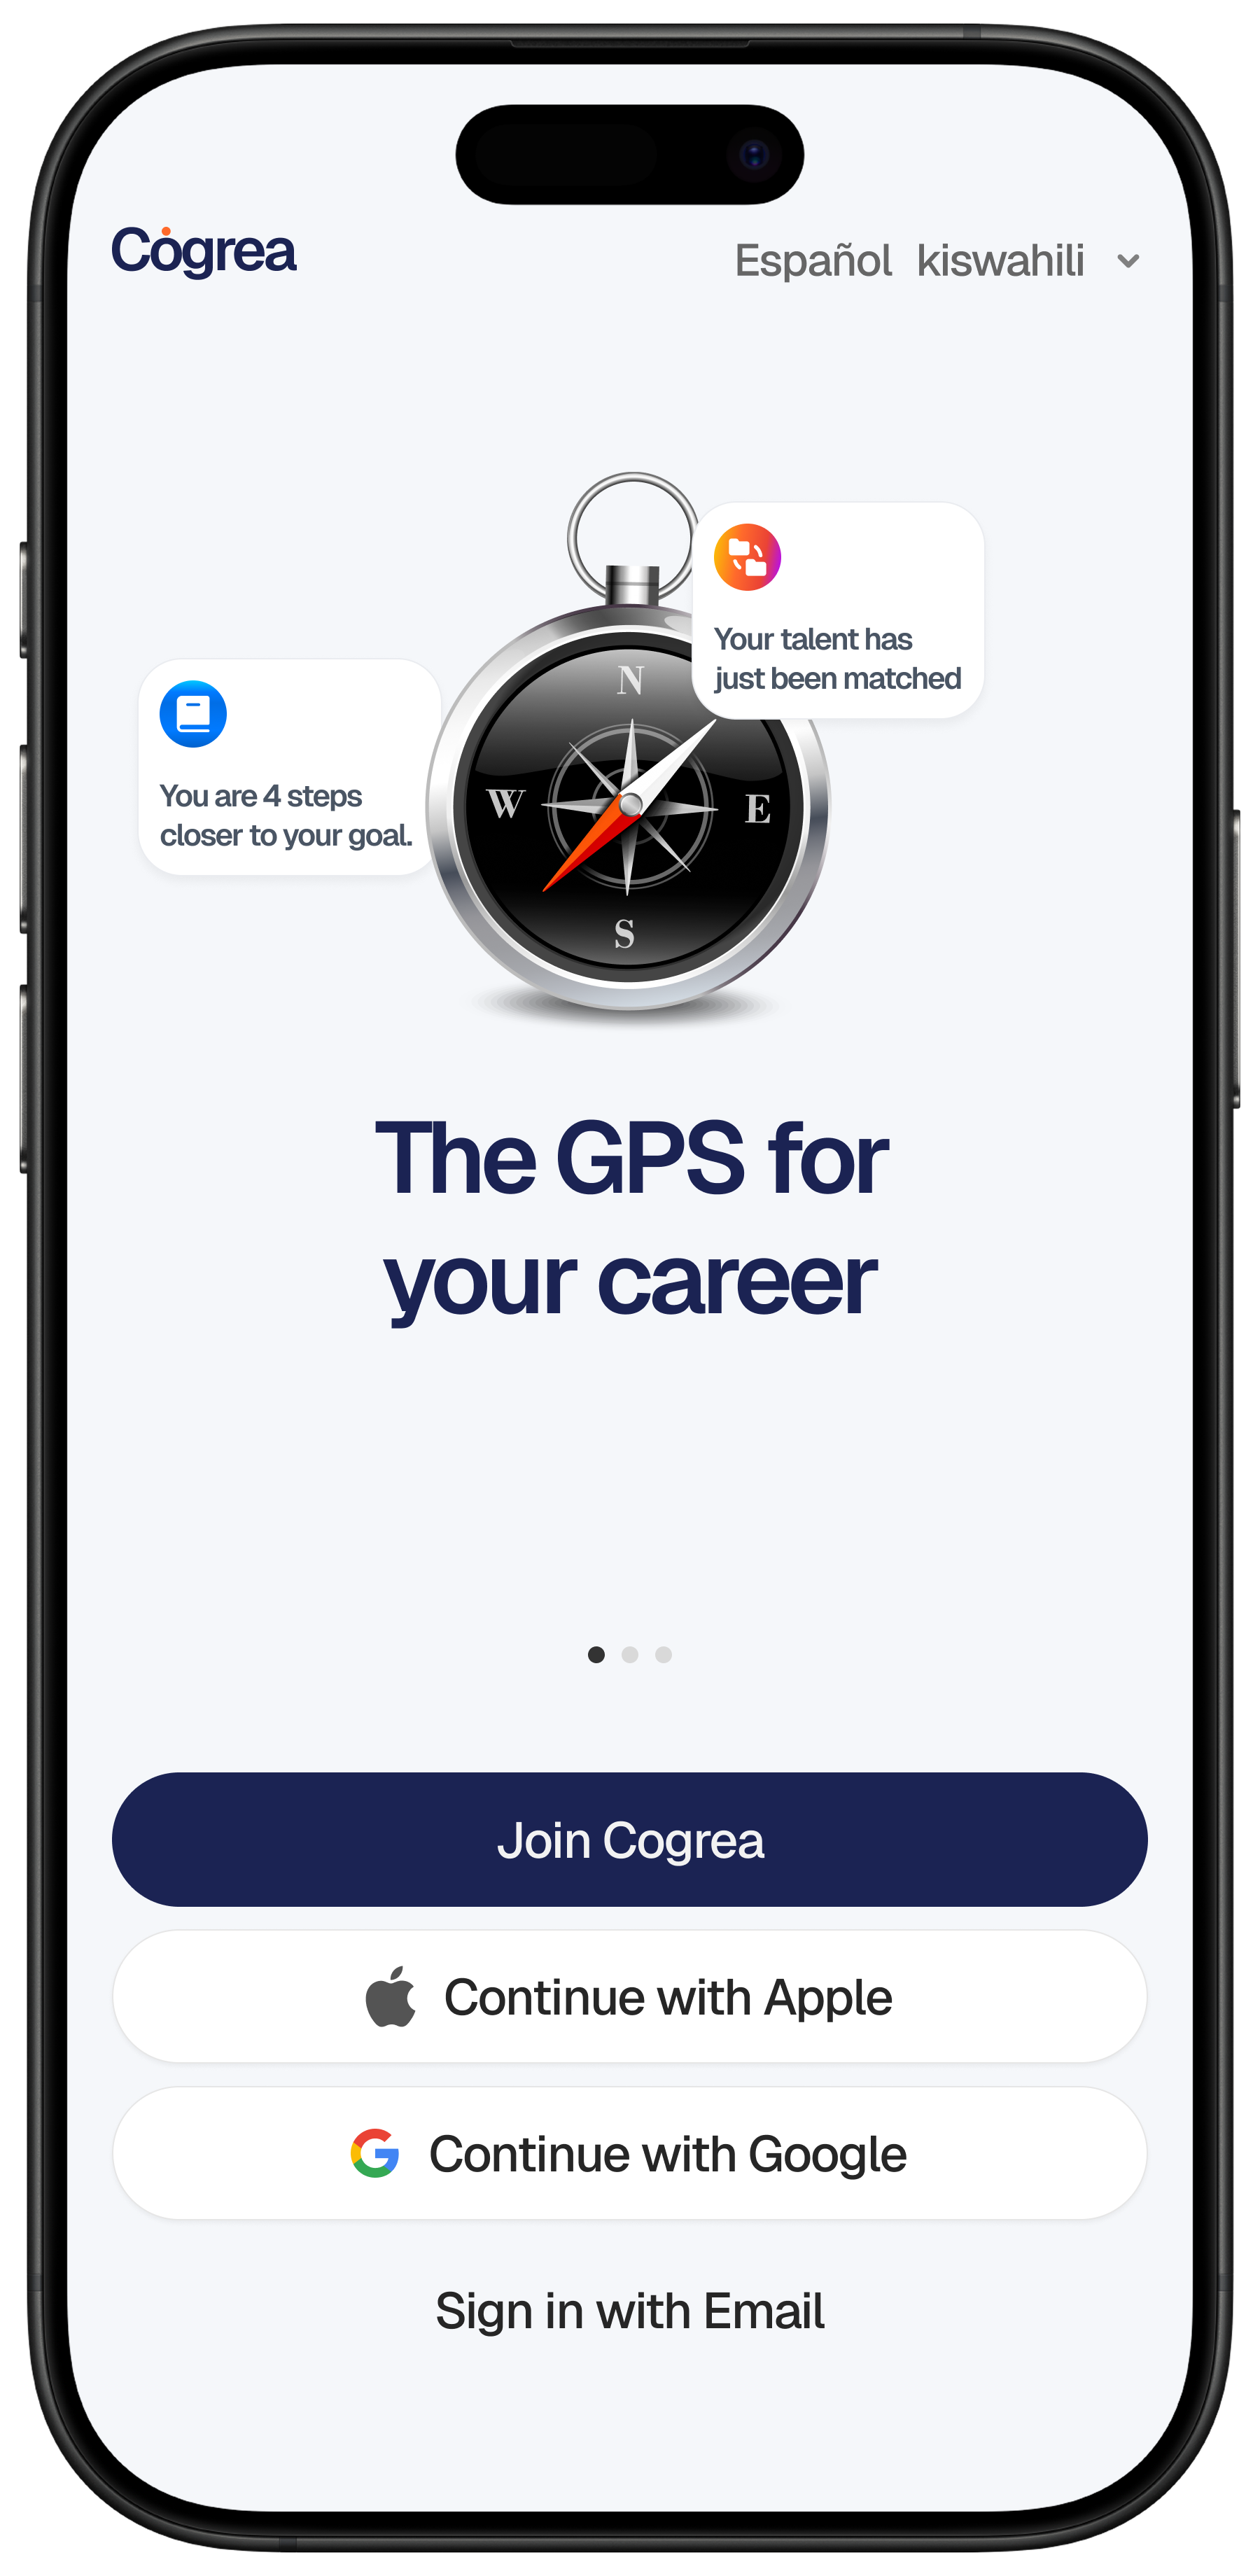 Cogrea
Español kiswahili
Your talent has
just been matched
You are 4 steps
closer to your goal.
N
W
E
S
The GPS for
your career
Join Cogrea
Continue with Apple
Continue with Google
Sign in with Email